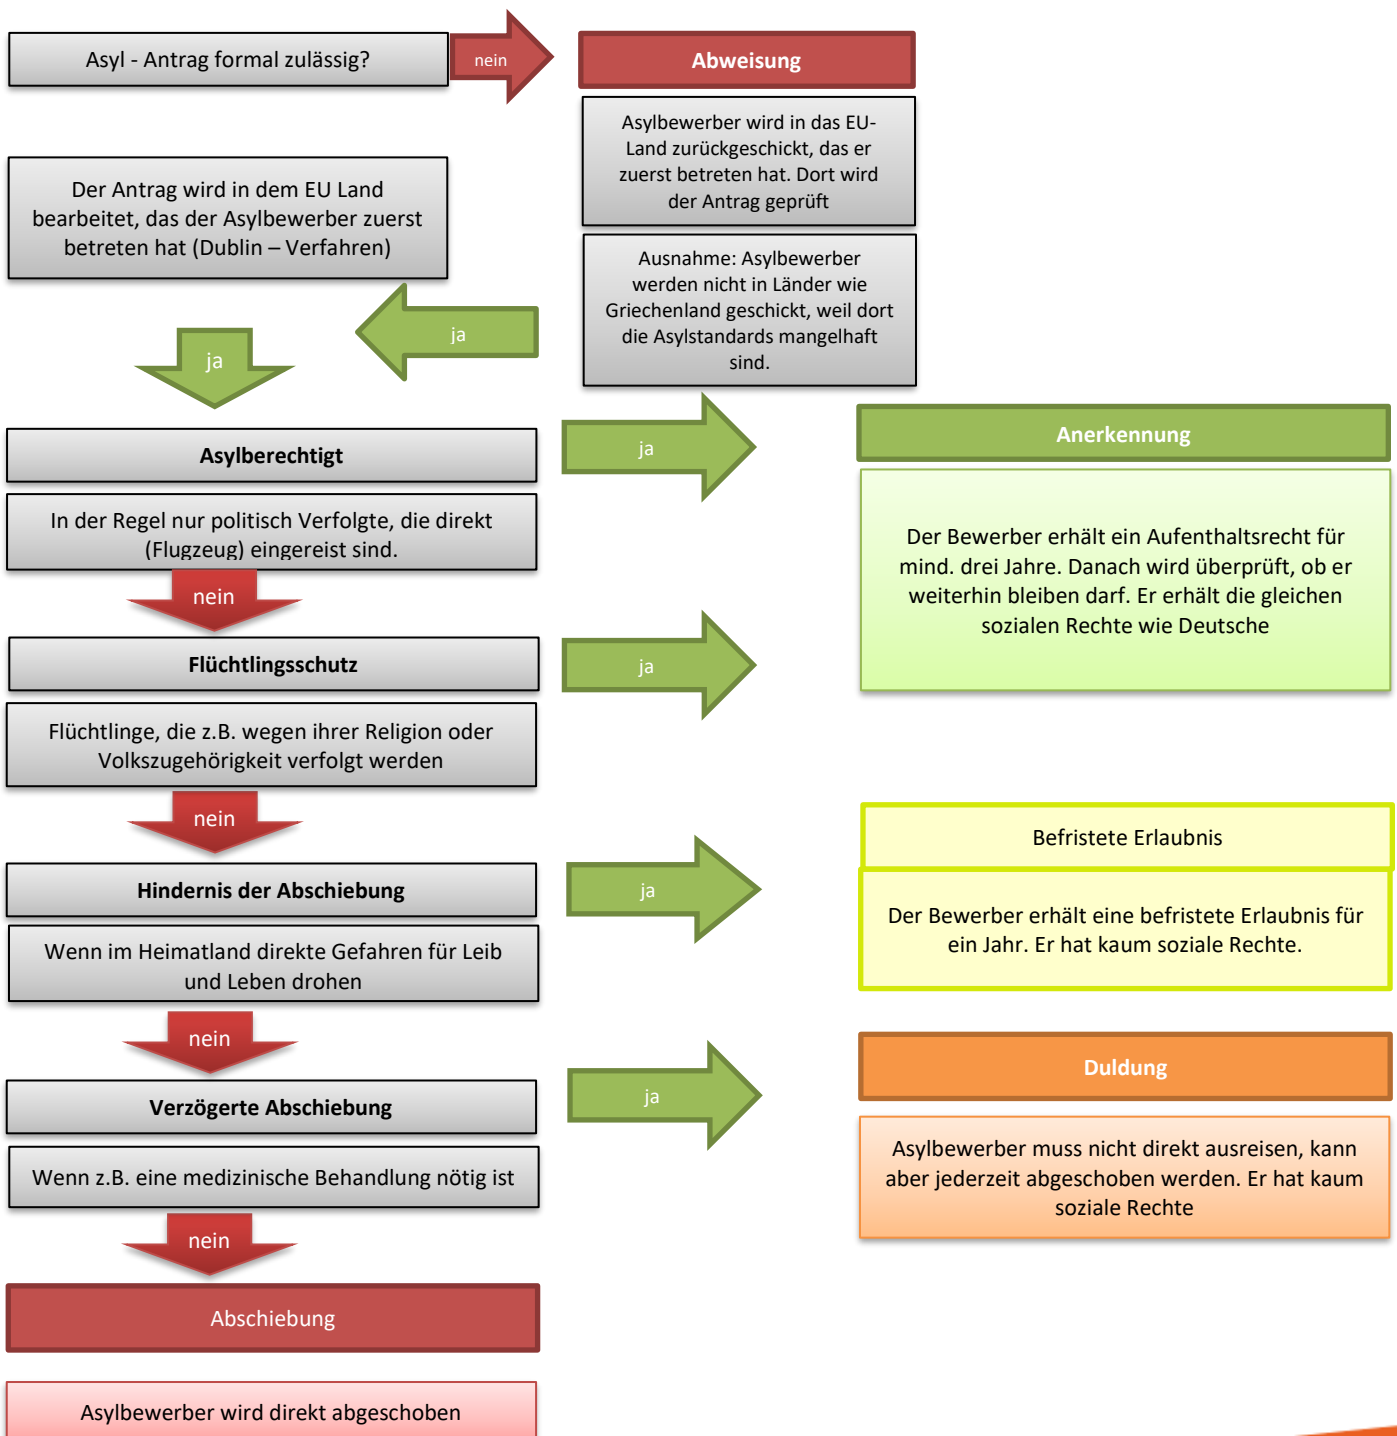 Asyl - Antrag formal zulässig?
nein
Abweisung
Asylbewerber wird in das EU-
Land zurückgeschickt, das er
zuerst betreten hat. Dort wird
der Antrag geprüft
Der Antrag wird in dem EU Land
bearbeitet, das der Asylbewerber zuerst
betreten hat (Dublin – Verfahren)
Ausnahme: Asylbewerber
werden nicht in Länder wie
Griechenland geschickt, weil dort
die Asylstandards mangelhaft
sind.
ja
ja
Asylberechtigt
ja
Anerkennung
In der Regel nur politisch Verfolgte, die direkt
(Flugzeug) eingereist sind.
Der Bewerber erhält ein Aufenthaltsrecht für
mind. drei Jahre. Danach wird überprüft, ob er
weiterhin bleiben darf. Er erhält die gleichen
sozialen Rechte wie Deutsche
nein
Flüchtlingsschutz
ja
Flüchtlinge, die z.B. wegen ihrer Religion oder
Volkszugehörigkeit verfolgt werden
nein
Hindernis der Abschiebung
ja
Befristete Erlaubnis
Der Bewerber erhält eine befristete Erlaubnis für
ein Jahr. Er hat kaum soziale Rechte.
Wenn im Heimatland direkte Gefahren für Leib
und Leben drohen
nein
Verzögerte Abschiebung
ja
Duldung
Asylbewerber muss nicht direkt ausreisen, kann
aber jederzeit abgeschoben werden. Er hat kaum
soziale Rechte
Wenn z.B. eine medizinische Behandlung nötig ist
nein
Abschiebung
Asylbewerber wird direkt abgeschoben